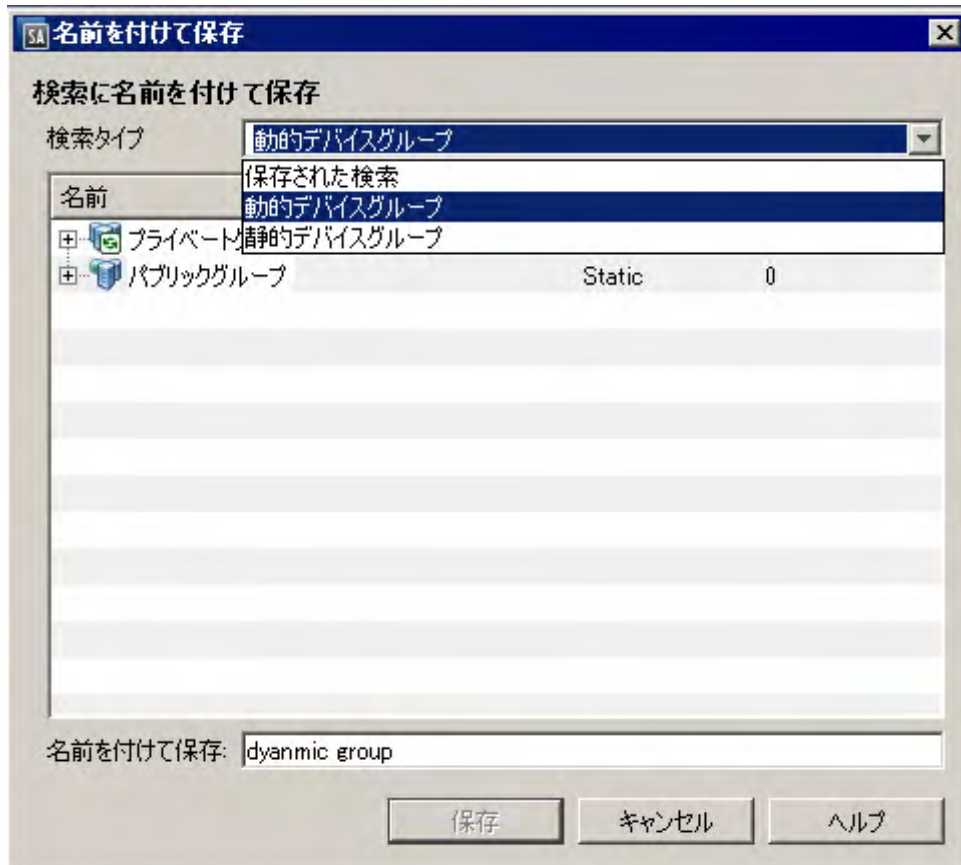 SA 名前を付けて保存
検索に名前を付けて保存
検索タイプ 動的デバイスグループ
保存された検索
名前 動的デバイスグループ
プライベート 静的デバイスグループ
パブリックグループ Static 0
名前を付けて保存: dyanmic group
保存 キャンセル ヘルプ